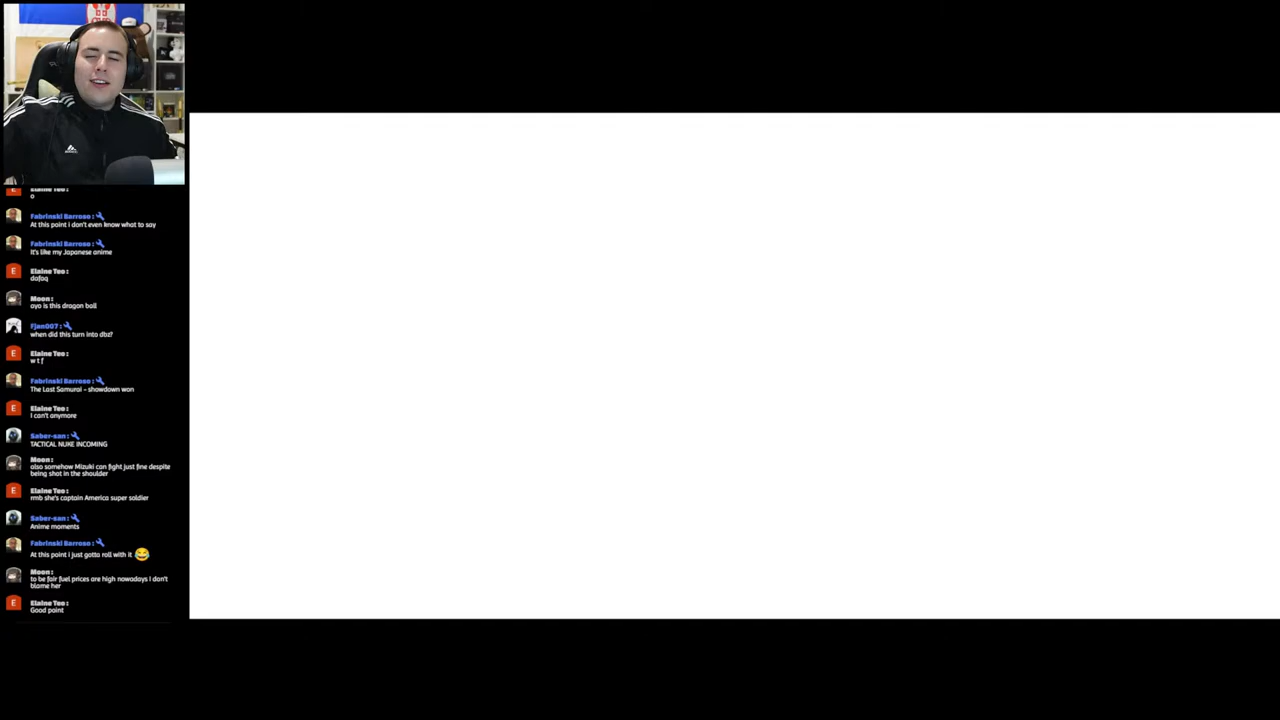 Elaine Teo :
o
Fabrinski Barroso :
At this point i don't even know what to say
Fabrinski Barroso :
It's like my Japanese anime
Elaine Teo :
dafoq
Moon :
ayo is this dragon ball
Fjan007 :
when did this turn into dbz?
Elaine Teo :
w t f
Fabrinski Barroso :
The Last Samurai - showdown won
Elaine Teo :
I can't anymore
Saber-san :
TACTICAL NUKE INCOMING
Moon :
also somehow Mizuki can fight just fine despite
being shot in the shoulder
Elaine Teo :
rmb she's captain America super soldier
Saber-san :
Anime moments
Fabrinski Barroso :
At this point i just gotta roll with it 😂
Moon :
to be fair fuel prices are high nowadays I don't
blame her
Elaine Teo :
Good point